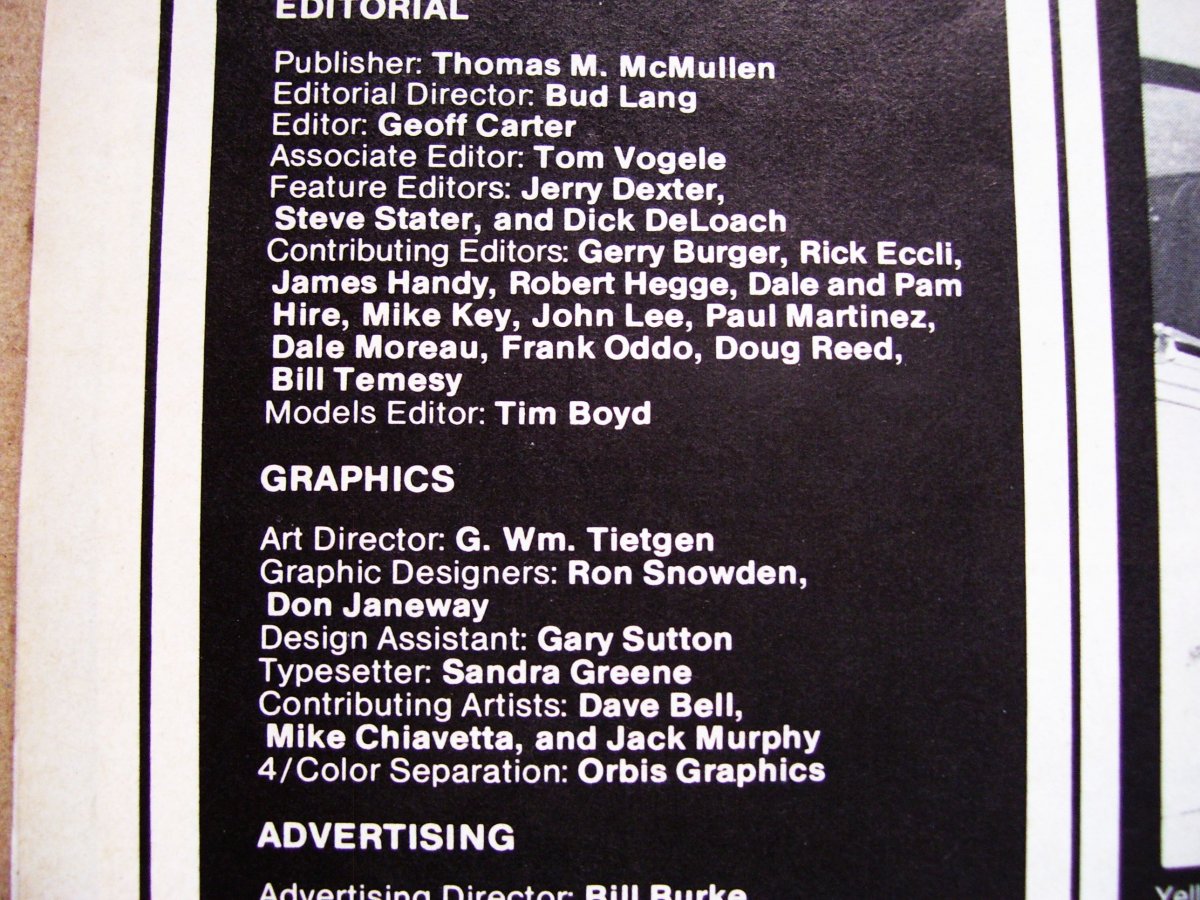 EDITORIAL
Publisher: Thomas M. McMullen
Editorial Director: Bud Lang
Editor: Geoff Carter
Associate Editor: Tom Vogele
Feature Editors: Jerry Dexter,
Steve Stater, and Dick DeLoach
Contributing Editors: Gerry Burger, Rick Eccli,
James Handy, Robert Hegge, Dale and Pam
Hire, Mike Key, John Lee, Paul Martinez,
Dale Moreau, Frank Oddo, Doug Reed,
Bill Temesy
Models Editor: Tim Boyd
GRAPHICS
Art Director: G. Wm. Tietgen
Graphic Designers: Ron Snowden,
Don Janeway
Design Assistant: Gary Sutton
Typesetter: Sandra Greene
Contributing Artists: Dave Bell,
Mike Chiavetta, and Jack Murphy
4/Color Separation: Orbis Graphics
ADVERTISING
Advertising Director: Bill Burke